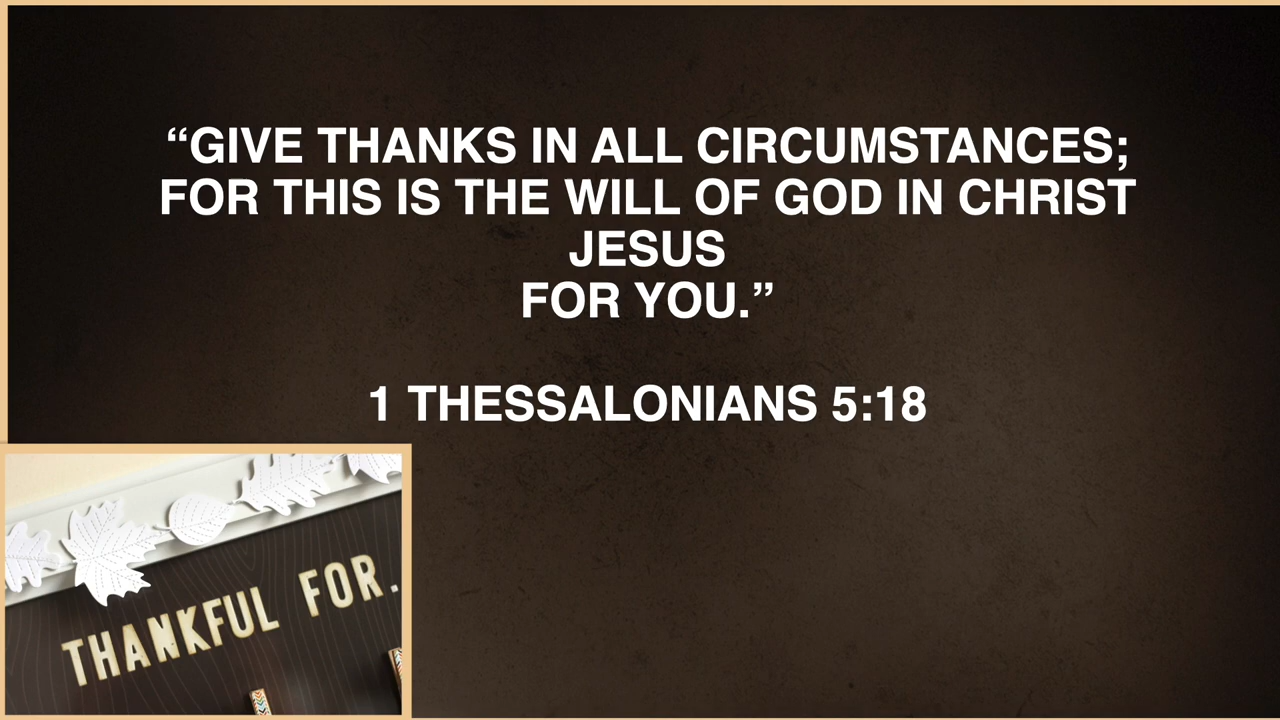 “GIVE THANKS IN ALL CIRCUMSTANCES;
FOR THIS IS THE WILL OF GOD IN CHRIST
JESUS
FOR YOU.”
1 THESSALONIANS 5:18
THANKFUL FOR.